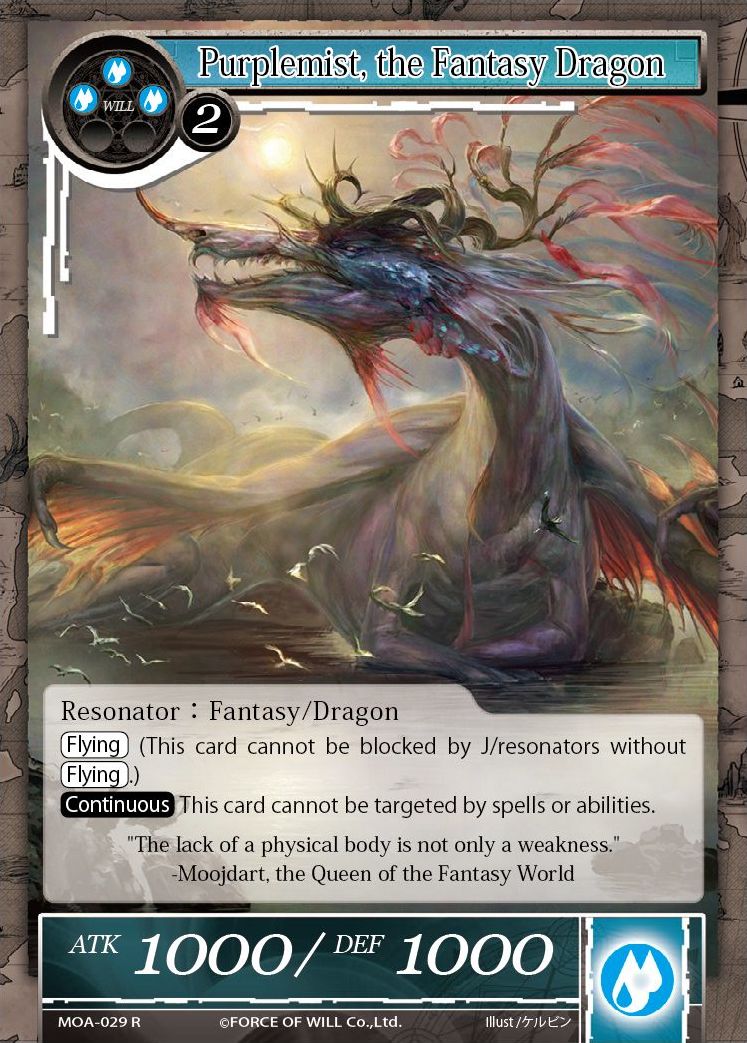 Purplemist, the Fantasy Dragon
WILL
2
Resonator : Fantasy/Dragon
Flying (This card cannot be blocked by J/resonators without
Flying.)
Continuous This card cannot be targeted by spells or abilities.
"The lack of a physical body is not only a weakness."
-Moojdart, the Queen of the Fantasy World
ATK 1000/ DEF 1000
MOA-029 R ©FORCE OF WILL Co.,Ltd. Illust /ケルビン